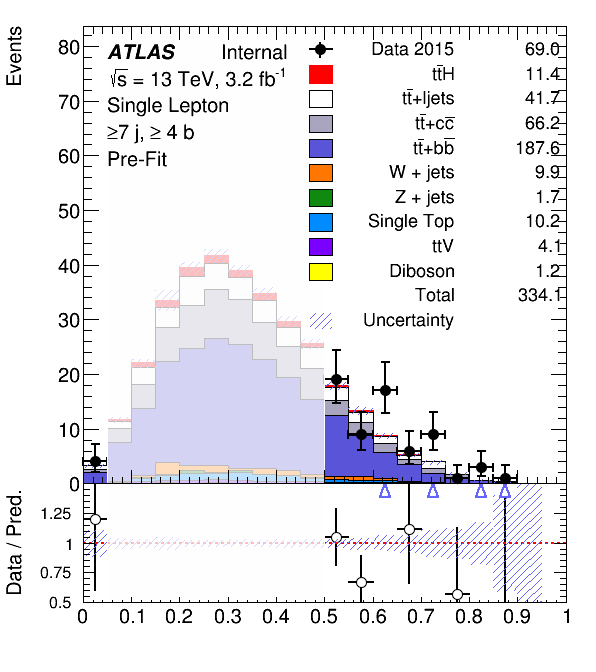 Events
ATLAS Internal
√s = 13 TeV, 3.2 fb⁻¹
Single Lepton
≥7 j, ≥ 4 b
Pre-Fit
Data 2015 69.0
tt̄H 11.4
tt̄+ljets 41.7
tt̄+cc̄ 66.2
tt̄+bb̄ 187.6
W + jets 9.9
Z + jets 1.7
Single Top 10.2
ttV 4.1
Diboson 1.2
Total 334.1
Uncertainty
80
70
60
50
40
30
20
10
0
Data / Pred.
1.25
1
0.75
0.5
0 0.1 0.2 0.3 0.4 0.5 0.6 0.7 0.8 0.9 1